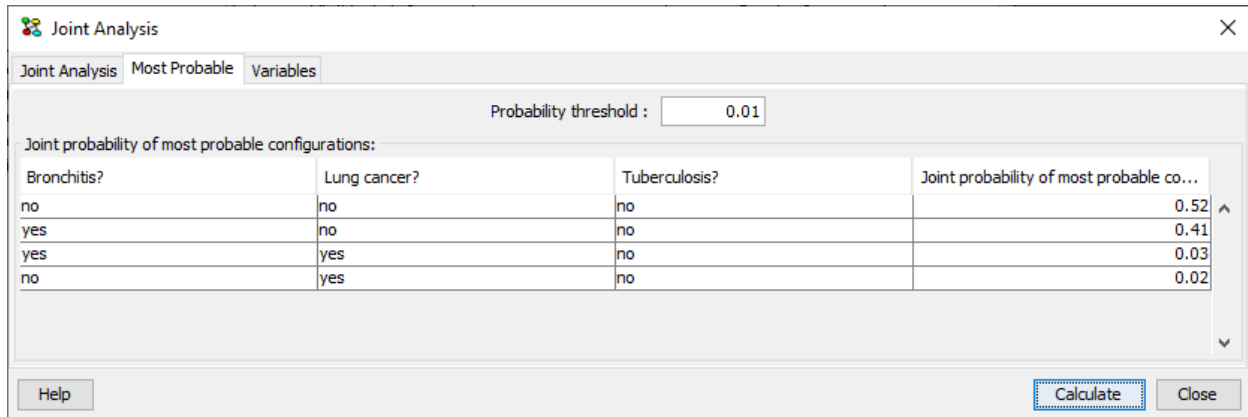 Joint Analysis
Joint Analysis Most Probable Variables
Probability threshold : 0.01
Joint probability of most probable configurations:
Bronchitis? Lung cancer? Tuberculosis? Joint probability of most probable co...
no no no 0.52
yes no no 0.41
yes yes no 0.03
no yes no 0.02
Help Calculate Close